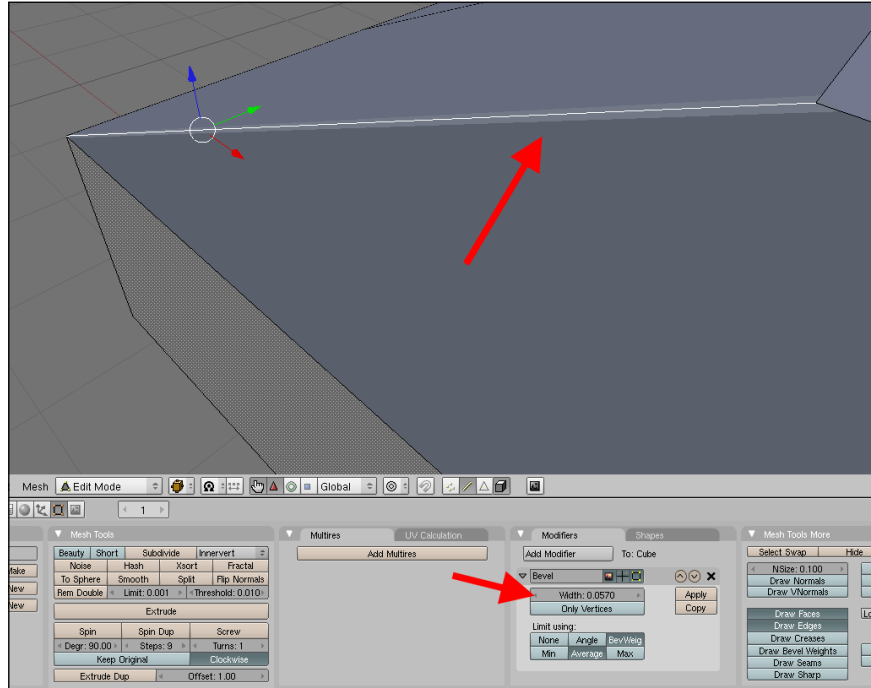 Mesh Edit Mode Global
1
Mesh Tools Multires UV Calculation Modifiers Shapes Mesh Tools More
Beauty Short Subdivide Innervert Add Multires Add Modifier To: Cube Select Swap Hide
Noise Hash Xsort Fractal
To Sphere Smooth Split Flip Normals
Rem Double Limit: 0.001 Threshold: 0.010
Extrude
Spin Spin Dup Screw
Degr: 90.00 Steps: 9 Turns: 1
Keep Original Clockwise
Extrude Dup Offset: 1.00
Bevel
Width: 0.0570 Apply
Only Vertices Copy
Limit using:
None Angle BevWeig
Min Average Max
NSize: 0.100
Draw Normals
Draw VNormals
Draw Faces
Draw Edges
Draw Creases
Draw Bevel Weights
Draw Seams
Draw Sharp
New
New